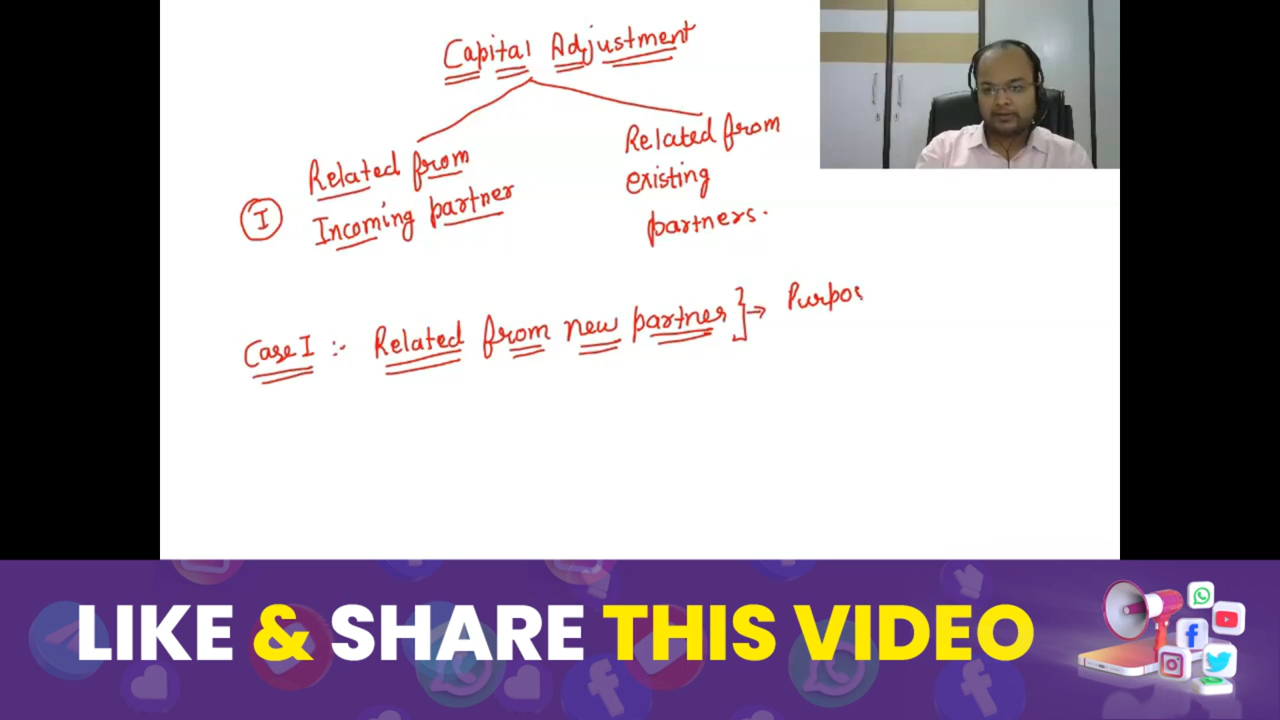 Capital Adjustment
Related from
Incoming partner
I
Related from
existing
partners.
Case I :- Related from new partner → Purpos
LIKE & SHARE THIS VIDEO